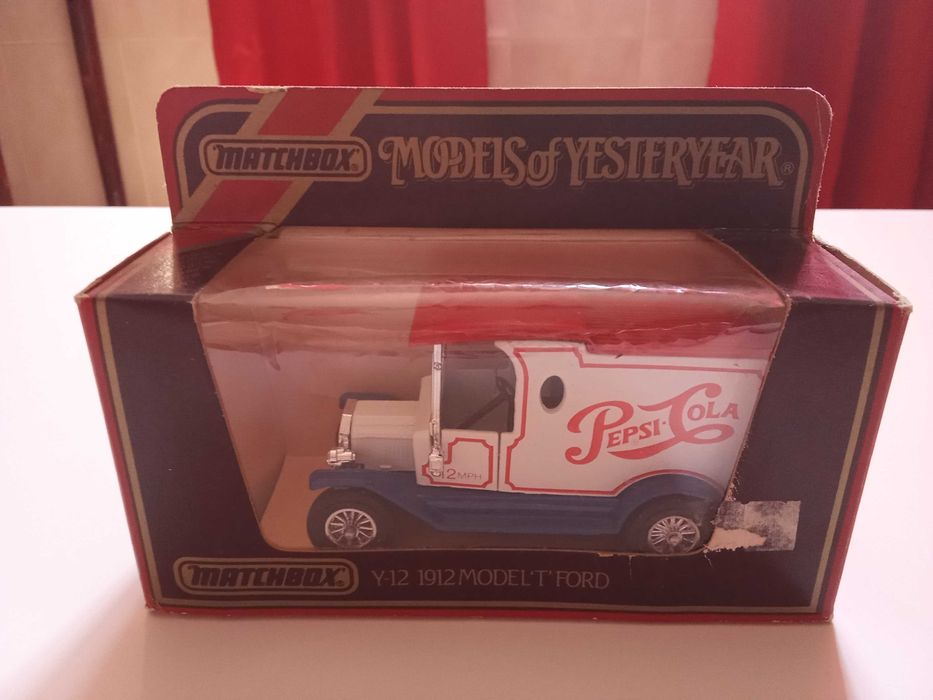 MATCHBOX®
MODELS of YESTERYEAR®
PEPSI-COLA
12 MPH
MATCHBOX®
Y-12 1912 MODEL 'T' FORD